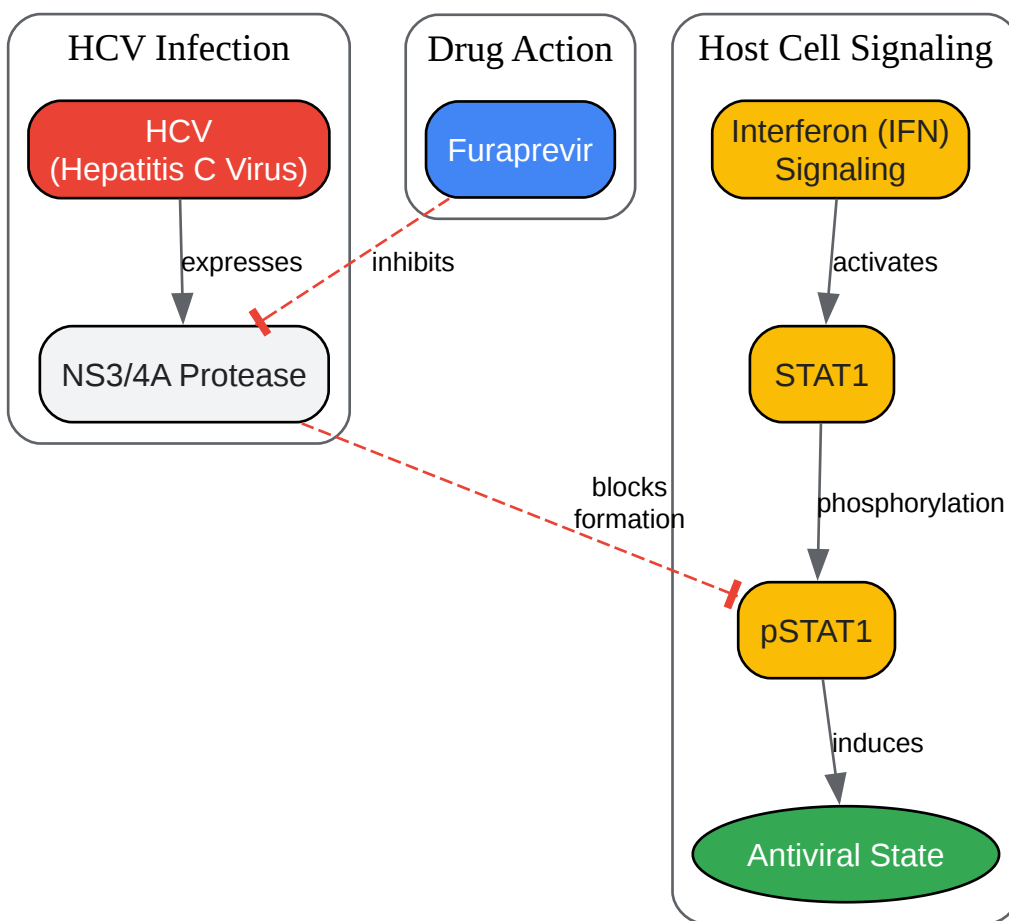 HCV Infection
Drug Action
Host Cell Signaling
HCV
(Hepatitis C Virus)
Furaprevir
Interferon (IFN)
Signaling
expresses
inhibits
activates
NS3/4A Protease
STAT1
blocks
formation
phosphorylation
pSTAT1
induces
Antiviral State